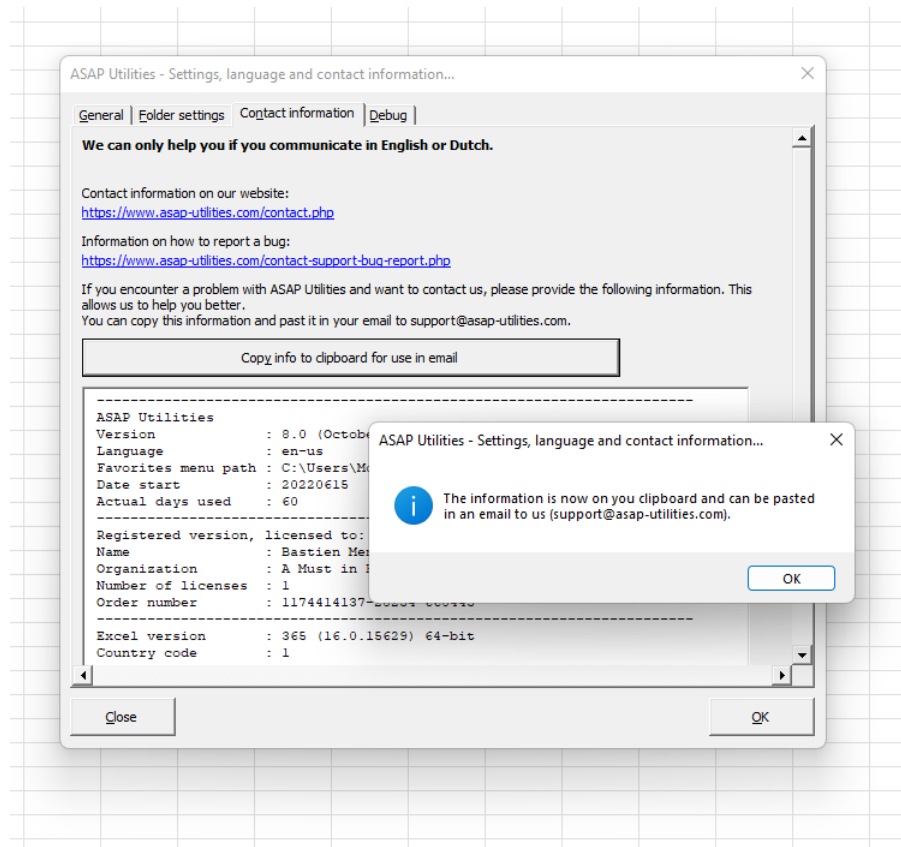 ASAP Utilities - Settings, language and contact information...
General
Folder settings
Contact information
Debug
We can only help you if you communicate in English or Dutch.
Contact information on our website:
https://www.asap-utilities.com/contact.php
Information on how to report a bug:
https://www.asap-utilities.com/contact-support-bug-report.php
If you encounter a problem with ASAP Utilities and want to contact us, please provide the following information. This
allows us to help you better.
You can copy this information and past it in your email to support@asap-utilities.com.
Copy info to clipboard for use in email
ASAP Utilities
Version : 8.0 (Octobe
Language : en-us
Favorites menu path : C:\Users\Mo
Date start : 20220615
Actual days used : 60
Registered version, licensed to:
Name : Bastien Mer
Organization : A Must in
Number of licenses : 1
Order number : 1174414137-
Excel version : 365 (16.0.15629) 64-bit
Country code : 1
ASAP Utilities - Settings, language and contact information...
The information is now on you clipboard and can be pasted
in an email to us (support@asap-utilities.com).
OK
Close
OK